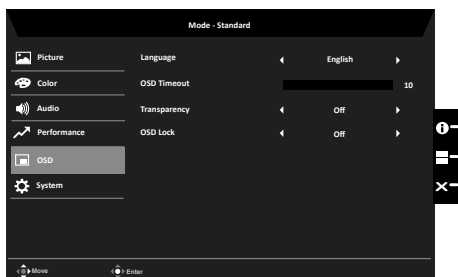 Mode - Standard
Picture
Language
English
Color
OSD Timeout
10
Audio
Transparency
Off
Performance
OSD Lock
Off
OSD
System
Move
Enter